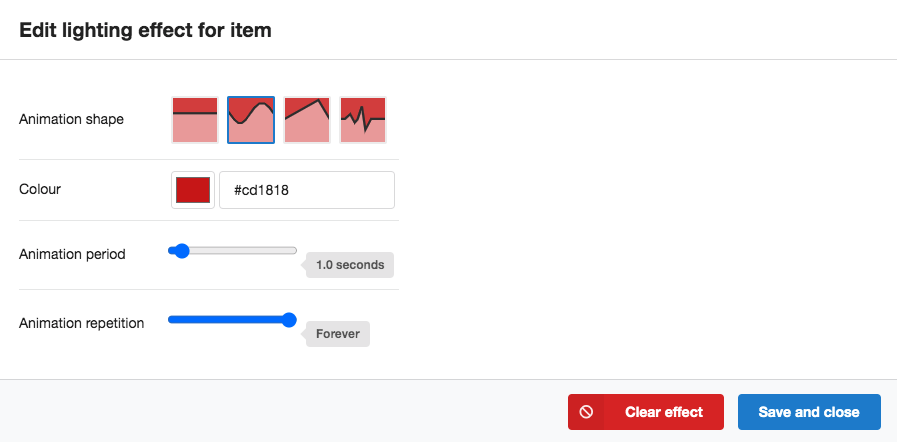 Edit lighting effect for item
Animation shape
Colour
#cd1818
Animation period
1.0 seconds
Animation repetition
Forever
Clear effect
Save and close